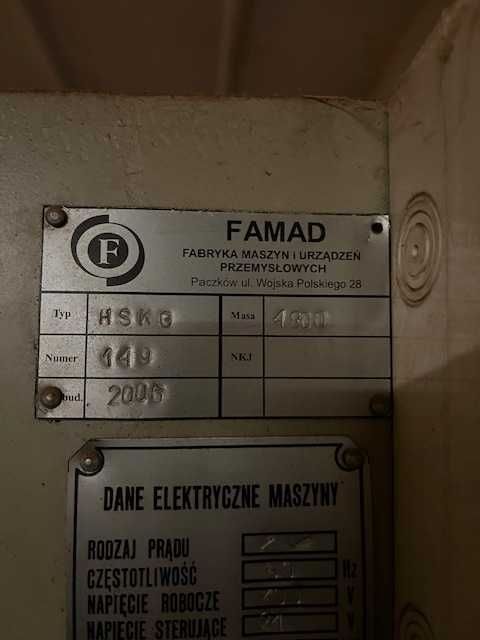 F
FAMAD
FABRYKA MASZYN I URZĄDZEŃ
PRZEMYSŁOWYCH
Paczków ul. Wojska Polskiego 28
Typ HSKG Masa
Numer 149 NKJ
bud. 2006
DANE ELEKTRYCZNE MASZYNY
RODZAJ PRĄDU
CZĘSTOTLIWOŚĆ Hz
NAPIĘCIE ROBOCZE V
NAPIĘCIE STERUJĄCE V